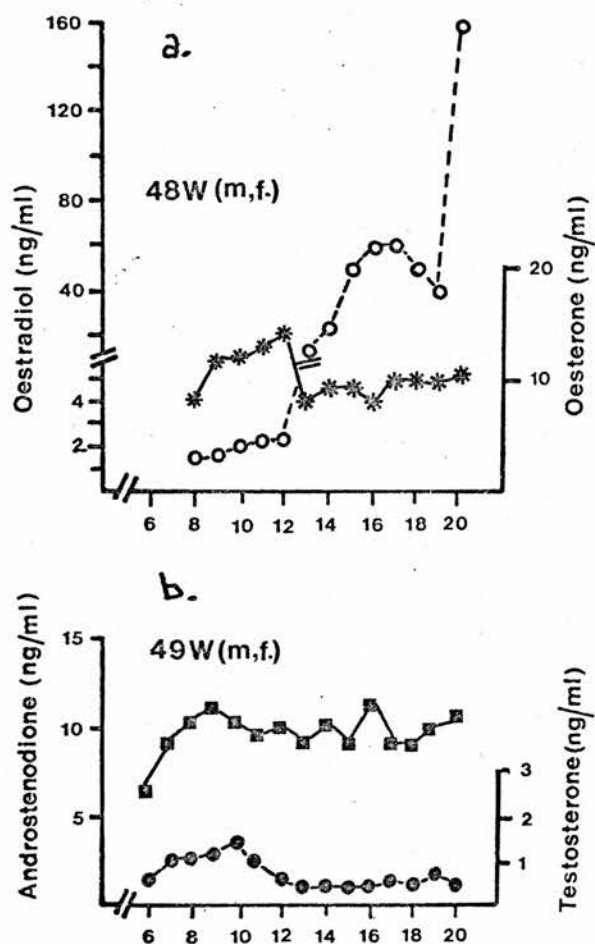 a.
48W (m,f.)
Oestradiol (ng/ml)
160
120
80
40
4
2
Oesterone (ng/ml)
20
10
6 8 10 12 14 16 18 20
b.
49W (m,f.)
Androstenodione (ng/ml)
15
10
5
Testosterone (ng/ml)
3
2
1
6 8 10 12 14 16 18 20